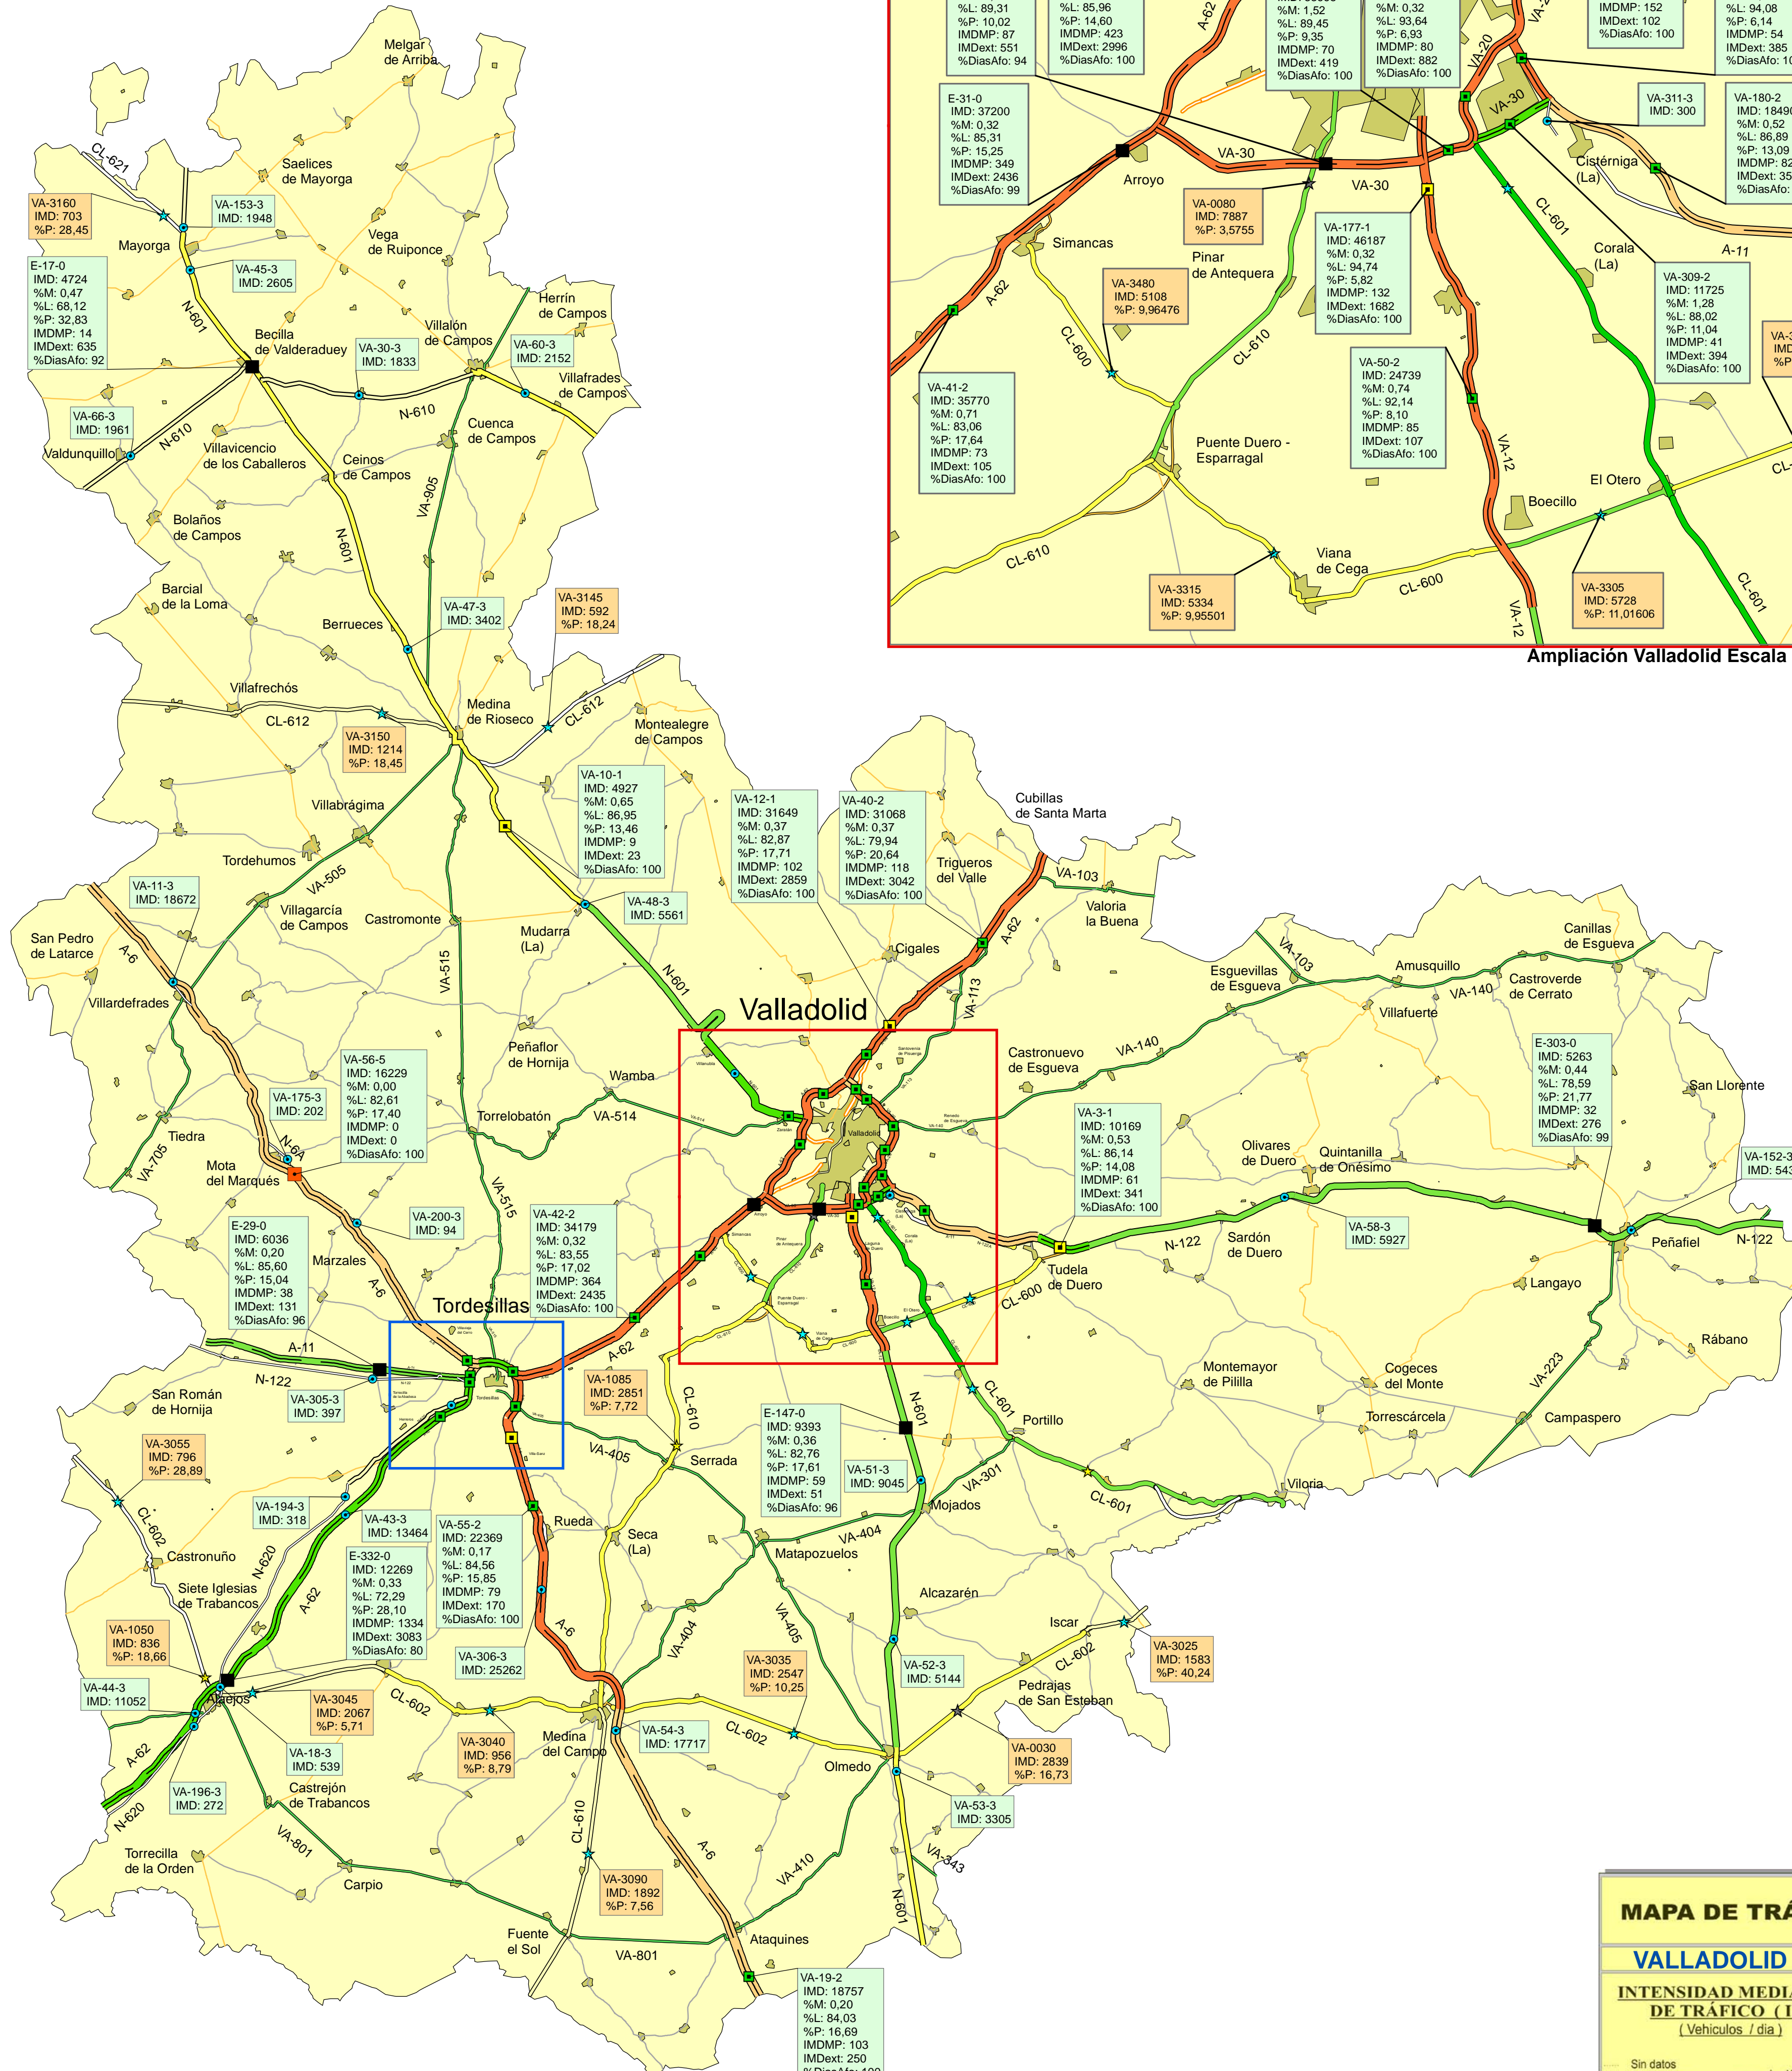 Melgar
de Arriba
CL-621
Saelices
de Mayorga
VA-3160
IMD: 703
%P: 28,45
VA-153-3
IMD: 1948
Mayorga
Vega
de Ruiponce
E-17-0
IMD: 4724
%M: 0,47
%L: 68,12
%P: 32,83
IMDMP: 14
IMDext: 635
%DiasAfo: 92
VA-45-3
IMD: 2605
N-601
Herrín
de Campos
Becilla
de Valderaduey
Villalón
de Campos
VA-30-3
IMD: 1833
VA-60-3
IMD: 2152
Villafrades
de Campos
N-610
VA-66-3
IMD: 1961
N-610
Valdunquillo
Villavicencio
de los Caballeros
Cuenca
de Campos
Ceinos
de Campos
VA-905
Bolaños
de Campos
N-601
Barcial
de la Loma
VA-47-3
IMD: 3402
VA-3145
IMD: 592
%P: 18,24
Berrueces
Villafrechós
CL-612
Medina
de Rioseco
CL-612
Montealegre
de Campos
VA-3150
IMD: 1214
%P: 18,45
VA-10-1
IMD: 4927
%M: 0,65
%L: 86,95
%P: 13,46
IMDMP: 9
IMDext: 23
%DiasAfo: 100
VA-12-1
IMD: 31649
%M: 0,37
%L: 82,87
%P: 17,71
IMDMP: 102
IMDext: 2859
%DiasAfo: 100
VA-40-2
IMD: 31068
%M: 0,37
%L: 79,94
%P: 20,64
IMDMP: 118
IMDext: 3042
%DiasAfo: 100
Cubillas
de Santa Marta
Trigueros
del Valle
VA-103
Valoria
la Buena
Villabrágima
Tordehumos
VA-505
VA-11-3
IMD: 18672
Villagarcía
de Campos
Castromonte
VA-48-3
IMD: 5561
Mudarra
(La)
San Pedro
de Latarce
A-6
Villardefrades
VA-515
N-601
Cigales
A-62
VA-113
Valladolid
VA-103
Esguevillas
de Esgueva
Amusquillo
Canillas
de Esgueva
Castroverde
de Cerrato
VA-140
Villafuerte
Castronuevo
de Esgueva
VA-140
Peñaflor
de Hornija
Wamba
VA-514
Torrelobatón
VA-56-5
IMD: 16229
%M: 0,00
%L: 82,61
%P: 17,40
IMDMP: 0
IMDext: 0
%DiasAfo: 100
VA-175-3
IMD: 202
Tiedra
N-6A
VA-705
Mota
del Marqués
VA-515
VA-200-3
IMD: 94
Marzales
A-6
E-29-0
IMD: 6036
%M: 0,20
%L: 85,60
%P: 15,04
IMDMP: 38
IMDext: 131
%DiasAfo: 96
VA-42-2
IMD: 34179
%M: 0,32
%L: 83,55
%P: 17,02
IMDMP: 364
IMDext: 2435
%DiasAfo: 100
Valladolid
VA-3-1
IMD: 10169
%M: 0,53
%L: 86,14
%P: 14,08
IMDMP: 61
IMDext: 341
%DiasAfo: 100
E-303-0
IMD: 5263
%M: 0,44
%L: 78,59
%P: 21,77
IMDMP: 32
IMDext: 276
%DiasAfo: 99
San Llorente
VA-152-3
Olivares
de Duero
Quintanilla
de Onésimo
VA-58-3
IMD: 5927
N-122
Sardón
de Duero
Tudela
de Duero
CL-600
Peñafiel
N-122
Langayo
Rábano
VA-223
Tordesillas
A-11
N-122
A-62
VA-305-3
IMD: 397
San Román
de Hornija
VA-1085
IMD: 2851
%P: 7,72
CL-610
VA-405
Serrada
E-147-0
IMD: 9393
%M: 0,36
%L: 82,76
%P: 17,61
IMDMP: 59
IMDext: 51
%DiasAfo: 96
N-601
CL-601
Portillo
VA-51-3
IMD: 9045
VA-301
CL-601
Mojados
Viloria
Montemayor
de Pililla
Cogeces
del Monte
Torrescárcela
Campaspero
VA-3055
IMD: 796
%P: 28,89
CL-602
VA-194-3
IMD: 318
VA-43-3
IMD: 13464
VA-55-2
IMD: 22369
%M: 0,17
%L: 84,56
%P: 15,85
IMDMP: 79
IMDext: 170
%DiasAfo: 100
Rueda
Seca
(La)
VA-404
Matapozuelos
Castronuño
N-620
Siete Iglesias
de Trabancos
A-62
E-332-0
IMD: 12269
%M: 0,33
%L: 72,29
%P: 28,10
IMDMP: 1334
IMDext: 3083
%DiasAfo: 80
VA-1050
IMD: 836
%P: 18,66
VA-306-3
IMD: 25262
A-6
VA-404
VA-405
Alcazarén
Iscar
CL-602
VA-3025
IMD: 1583
%P: 40,24
VA-52-3
IMD: 5144
Pedrajas
de San Esteban
VA-44-3
IMD: 11052
Alaejos
VA-3045
IMD: 2067
%P: 5,71
CL-602
VA-3040
IMD: 956
%P: 8,79
Medina
del Campo
VA-54-3
IMD: 17717
VA-3035
IMD: 2547
%P: 10,25
CL-602
Olmedo
VA-0030
IMD: 2839
%P: 16,73
VA-53-3
IMD: 3305
A-62
VA-18-3
IMD: 539
VA-196-3
IMD: 272
N-620
Castrejón
de Trabancos
VA-801
Torrecilla
de la Orden
Carpio
CL-610
VA-3090
IMD: 1892
%P: 7,56
A-6
VA-410
VA-343
N-601
Fuente
el Sol
VA-801
Ataquines
VA-19-2
IMD: 18757
%M: 0,20
%L: 84,03
%P: 16,69
IMDMP: 103
IMDext: 250
%L: 89,31
%P: 10,02
IMDMP: 87
IMDext: 551
%DiasAfo: 94
%L: 85,96
%P: 14,60
IMDMP: 423
IMDext: 2996
%DiasAfo: 100
A-62
%M: 1,52
%L: 89,45
%P: 9,35
IMDMP: 70
IMDext: 419
%DiasAfo: 100
%M: 0,32
%L: 93,64
%P: 6,93
IMDMP: 80
IMDext: 882
%DiasAfo: 100
VA-20
IMDMP: 152
IMDext: 102
%DiasAfo: 100
%L: 94,08
%P: 6,14
IMDMP: 54
IMDext: 385
E-31-0
IMD: 37200
%M: 0,32
%L: 85,31
%P: 15,25
IMDMP: 349
IMDext: 2436
%DiasAfo: 99
VA-30
VA-311-3
IMD: 300
VA-180-2
IMD: 18490
%M: 0,52
%L: 86,89
%P: 13,09
Arroyo
VA-30
VA-30
Cistérniga
(La)
VA-0080
IMD: 7887
%P: 3,5755
Simancas
Pinar
de Antequera
VA-177-1
IMD: 46187
%M: 0,32
%L: 94,74
%P: 5,82
IMDMP: 132
IMDext: 1682
%DiasAfo: 100
CL-601
Corala
(La)
A-11
A-62
VA-3480
IMD: 5108
%P: 9,96476
CL-600
CL-610
VA-309-2
IMD: 11725
%M: 1,28
%L: 88,02
%P: 11,04
IMDMP: 41
IMDext: 394
%DiasAfo: 100
VA-41-2
IMD: 35770
%M: 0,71
%L: 83,06
%P: 17,64
IMDMP: 73
IMDext: 105
%DiasAfo: 100
VA-50-2
IMD: 24739
%M: 0,74
%L: 92,14
%P: 8,10
IMDMP: 85
IMDext: 107
%DiasAfo: 100
Puente Duero -
Esparragal
VA-12
El Otero
Boecillo
CL-610
Viana
de Cega
CL-600
VA-3315
IMD: 5334
%P: 9,95501
VA-3305
IMD: 5728
%P: 11,01606
VA-12
CL-601
Ampliación Valladolid Escala
MAPA DE TRÁ
VALLADOLID
INTENSIDAD MEDIA
DE TRÁFICO ( I
( Vehiculos / dia )
Sin datos